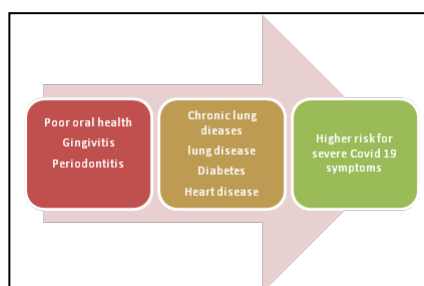 Poor oral health
Gingivitis
Periodontitis
Chronic lung
dieases
lung disease
Diabetes
Heart disease
Higher risk for
severe Covid 19
symptoms